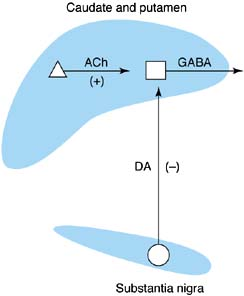 Caudate and putamen
ACh
(+)
GABA
DA
(–)
Substantia nigra